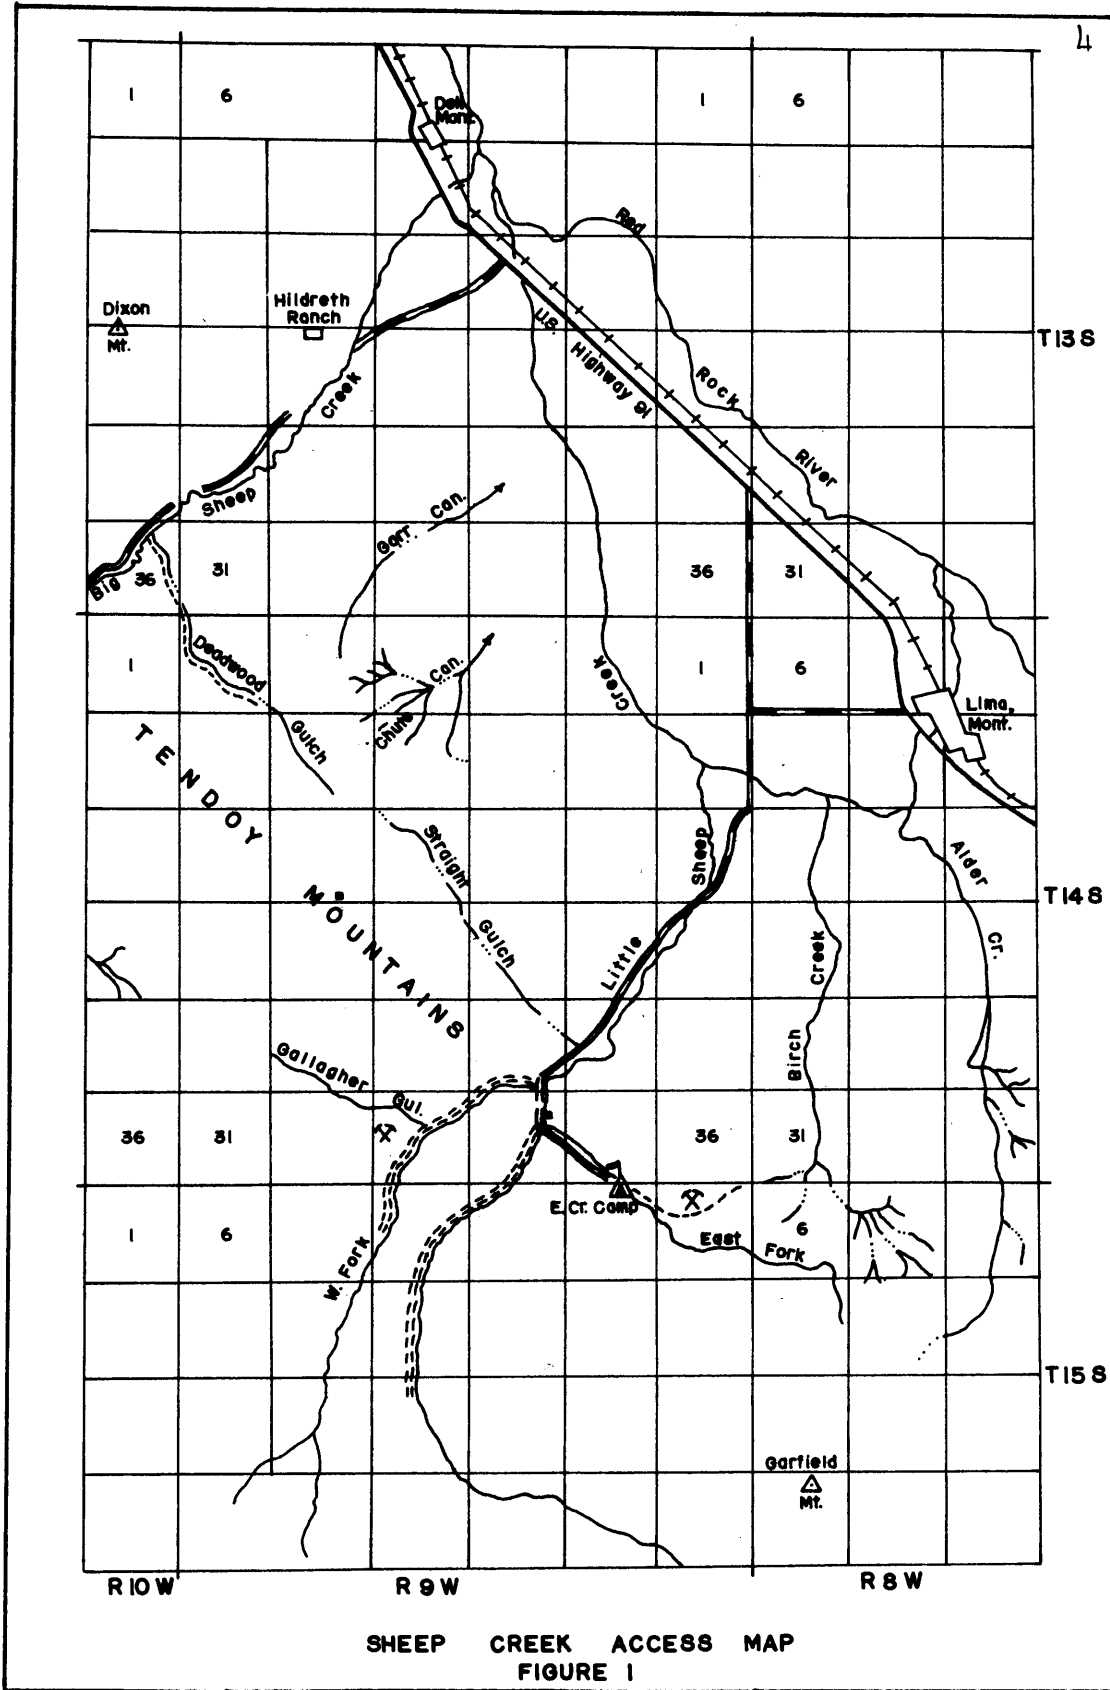 4
1
6
1
6
Dell
Mont.
Red
Dixon
Mt.
Hildreth
Ranch
U.S.
Highway 91
T13S
Rock
River
Creek
Sheep
Big
36
31
Garr Can.
36
31
1
Deadwood
Gulch
Can.
Chute
Creek
1
6
Lima,
Mont.
TENDOY
MOUNTAINS
Straight
Gulch
Sheep
Little
Alder
Cr.
T14S
Creek
Birch
Gallagher
Gul.
36
31
36
31
1
6
E. Cr. Camp
East
Fork
6
W. Fork
T15S
Garfield
Mt.
R10W
R9W
R8W
SHEEP CREEK ACCESS MAP
FIGURE 1